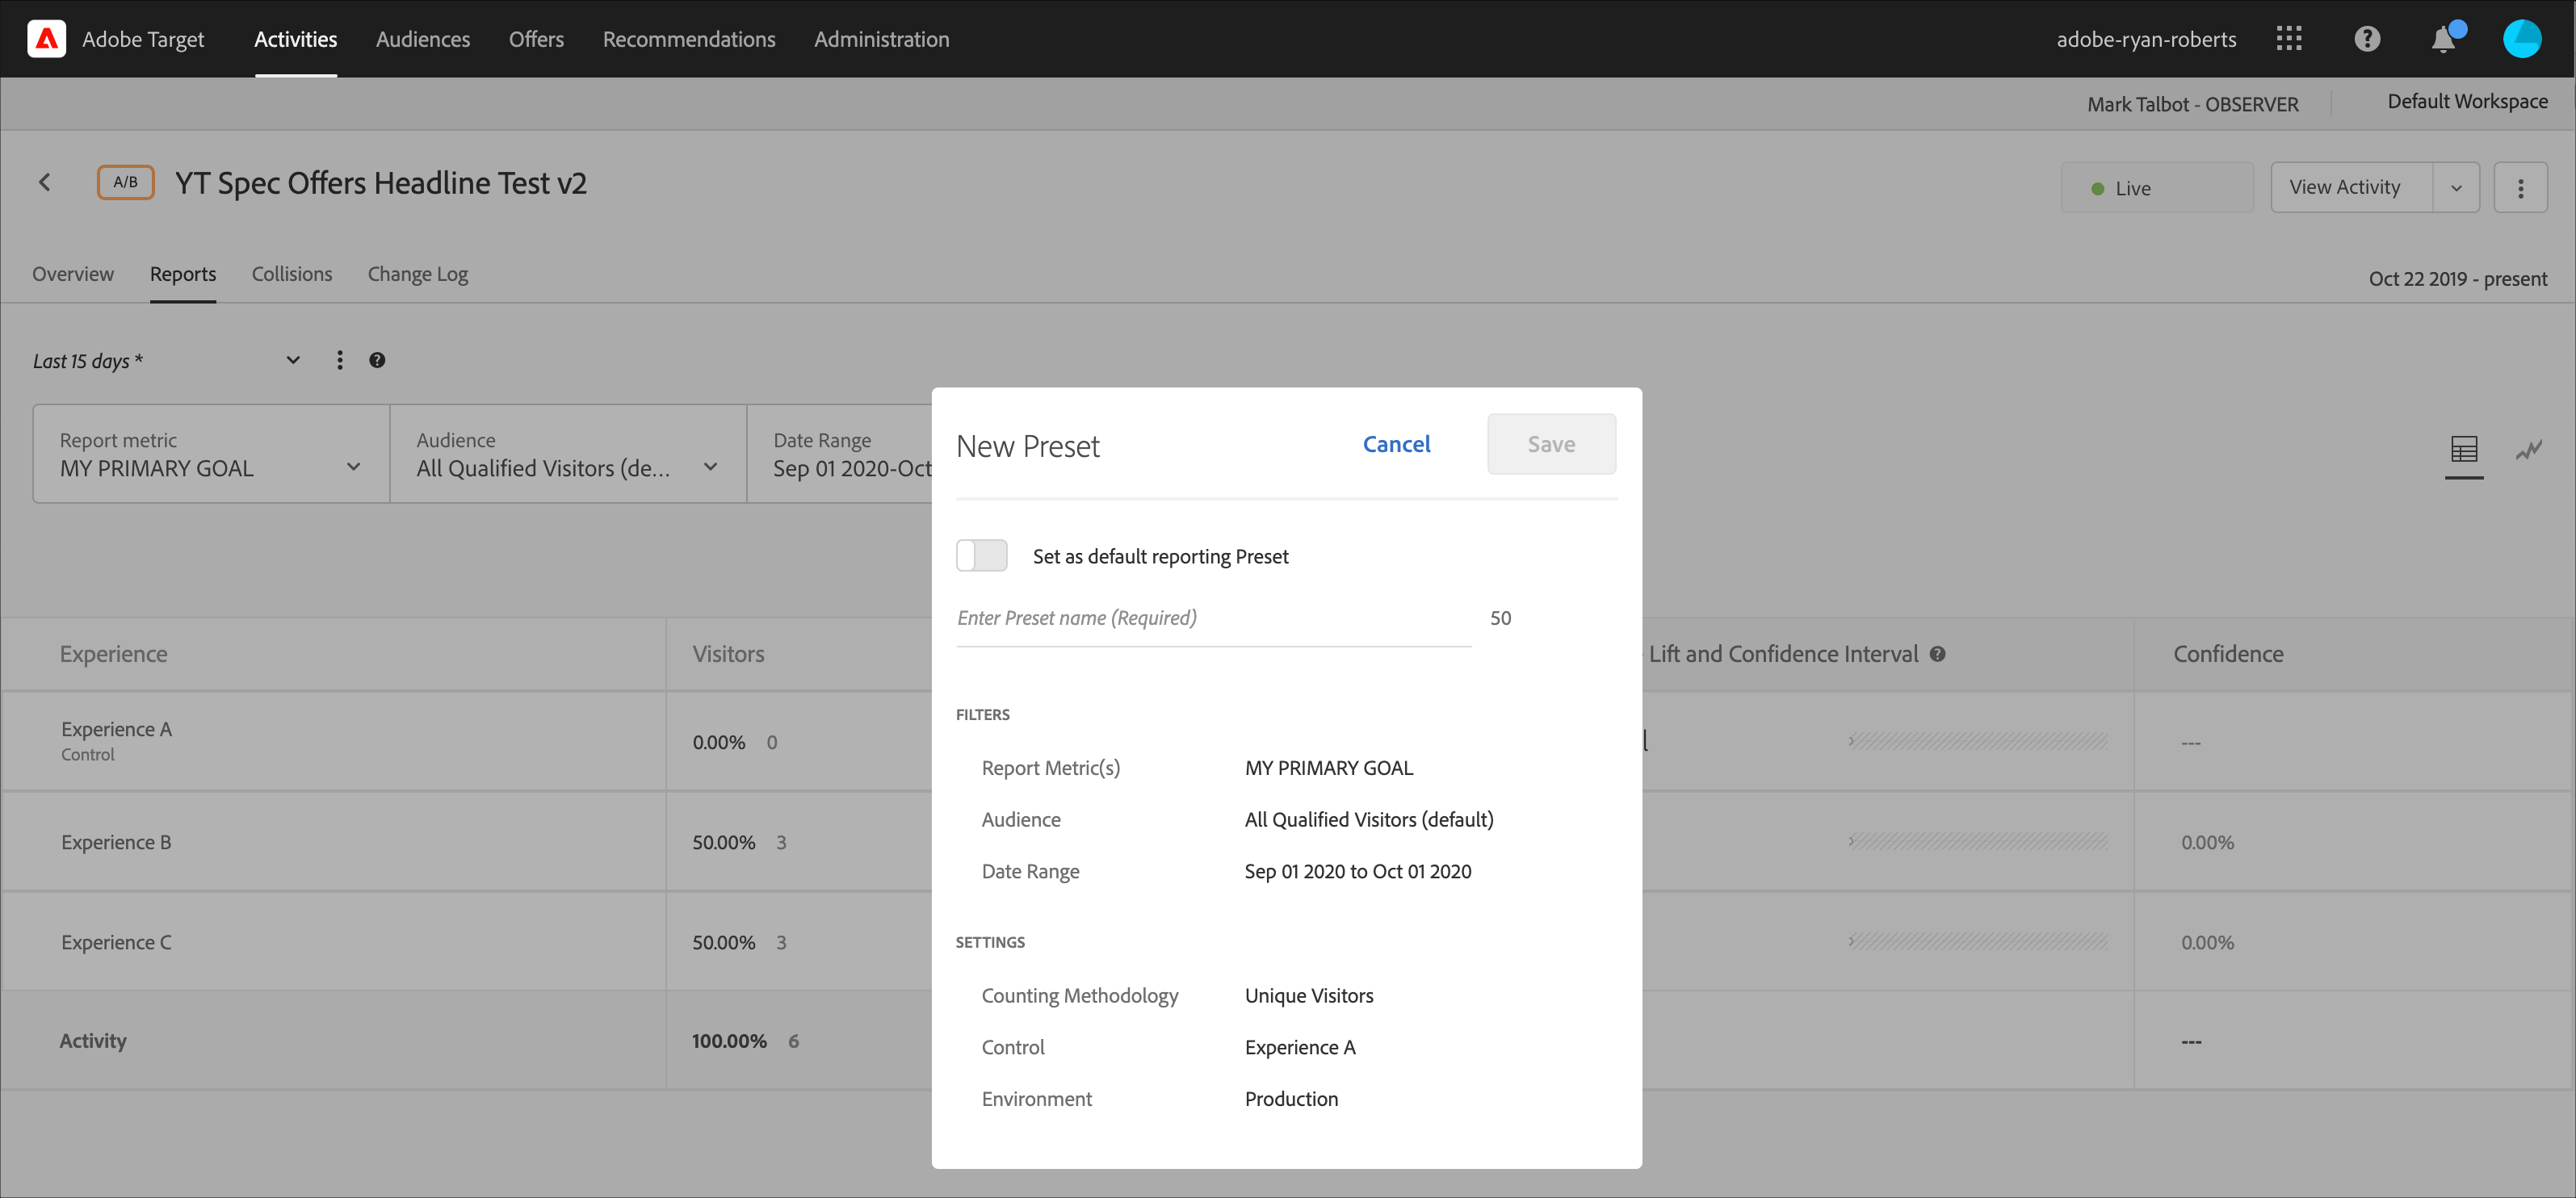 Adobe Target Activities Audiences Offers Recommendations Administration adobe-ryan-roberts
Mark Talbot - OBSERVER Default Workspace
A/B YT Spec Offers Headline Test v2 Live View Activity
Overview Reports Collisions Change Log Oct 22 2019 - present
Last 15 days *
Report metric Audience Date Range
MY PRIMARY GOAL All Qualified Visitors (de... Sep 01 2020-Oct
New Preset Cancel Save
Set as default reporting Preset
Enter Preset name (Required) 50
FILTERS
Report Metric(s) MY PRIMARY GOAL
Audience All Qualified Visitors (default)
Date Range Sep 01 2020 to Oct 01 2020
SETTINGS
Counting Methodology Unique Visitors
Control Experience A
Environment Production
Experience Visitors Lift and Confidence Interval Confidence
Experience A
Control
0.00% 0 ---
Experience B 50.00% 3 0.00%
Experience C 50.00% 3 0.00%
Activity 100.00% 6 ---